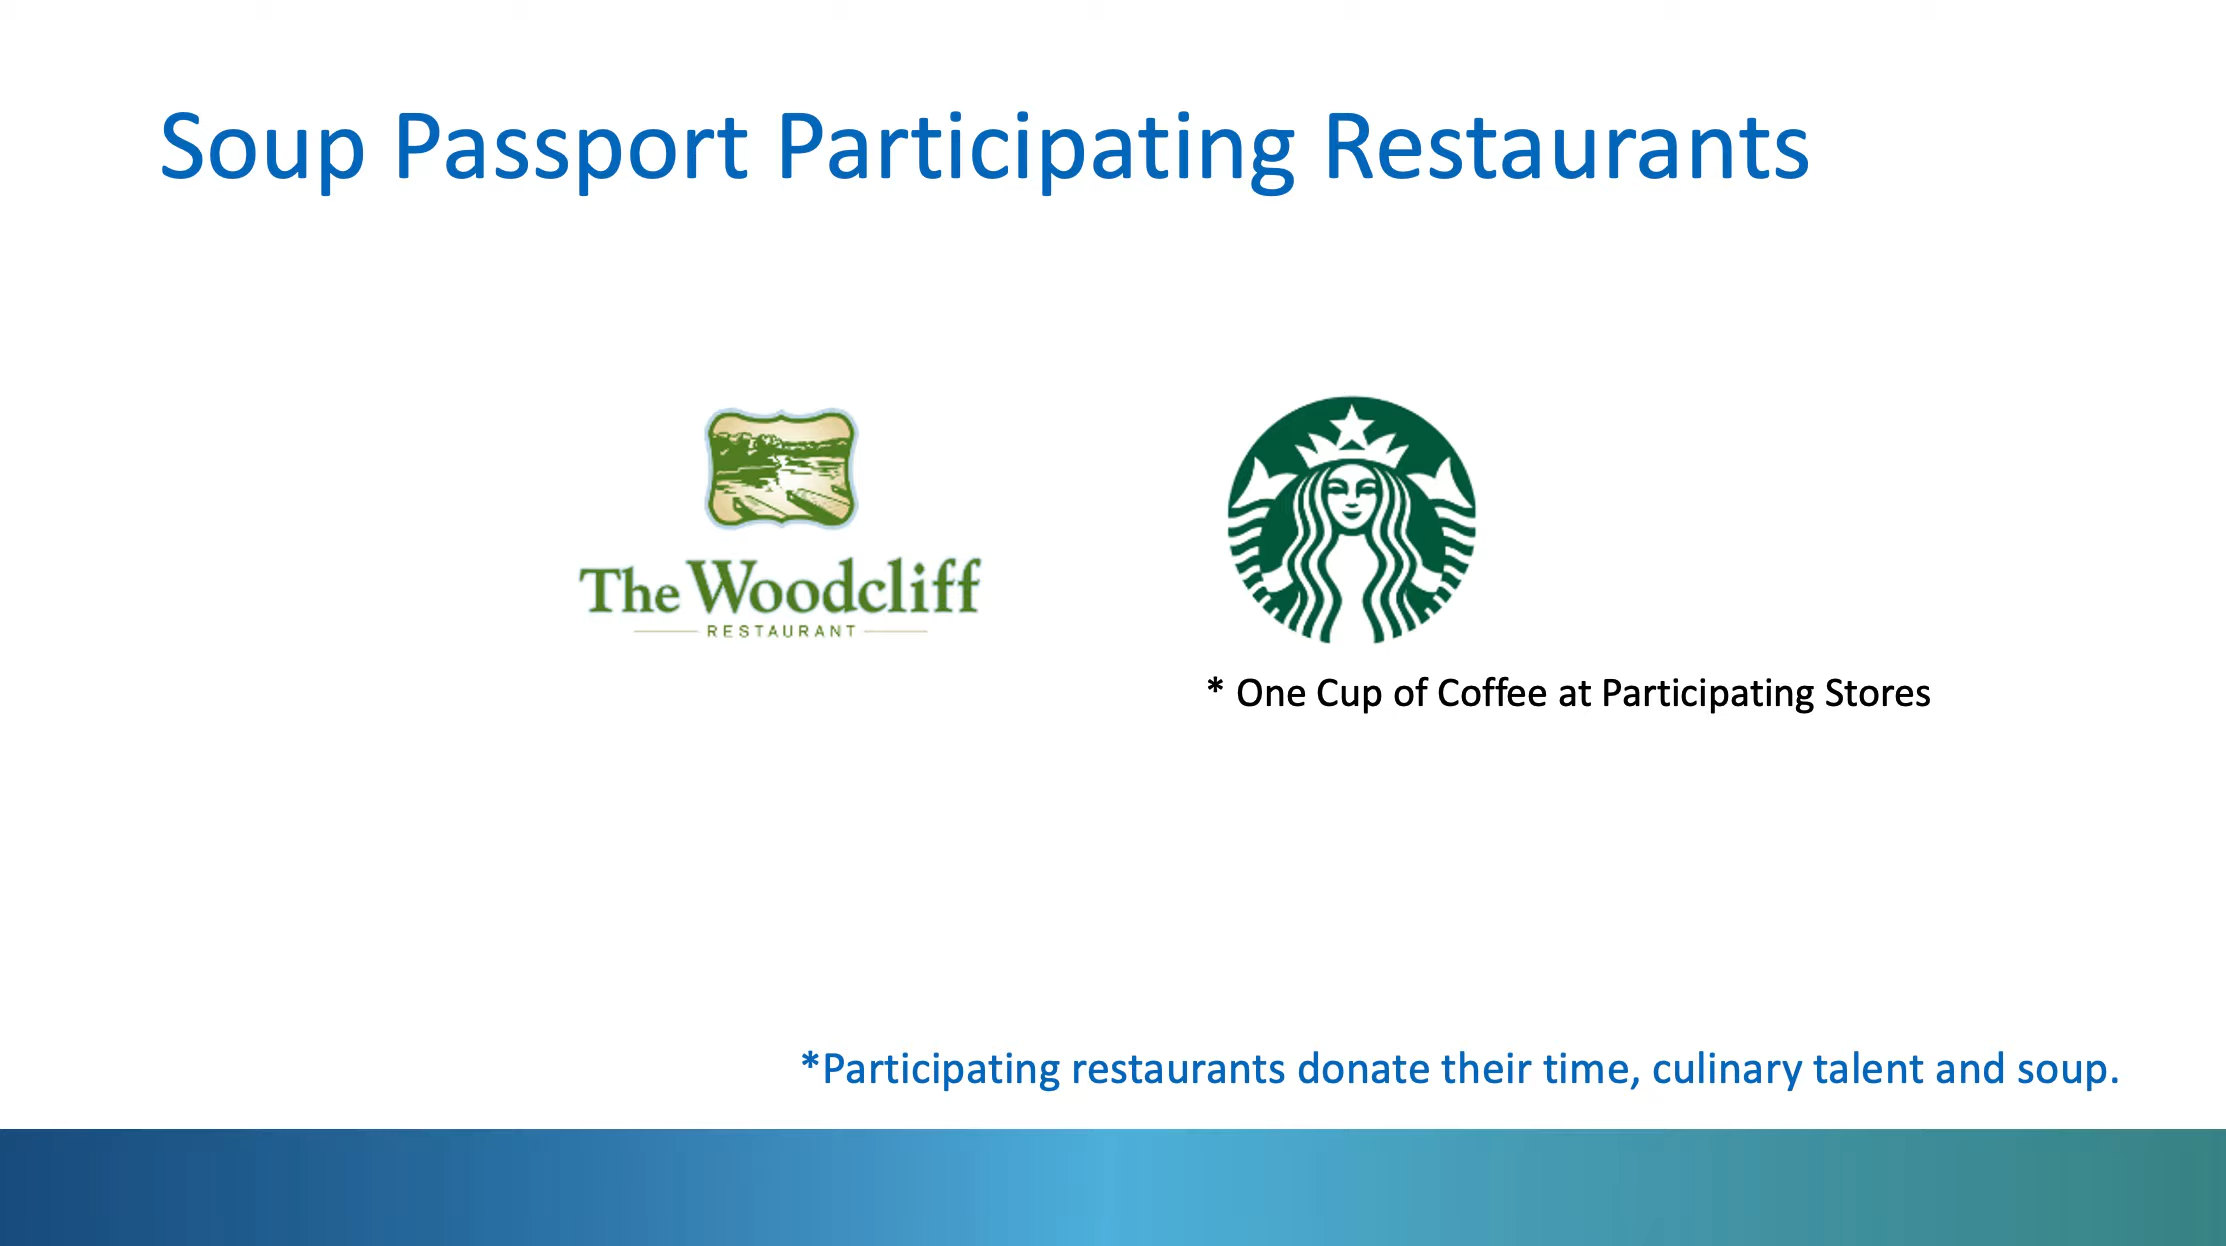 Soup Passport Participating Restaurants
The Woodcliff
RESTAURANT
* One Cup of Coffee at Participating Stores
*Participating restaurants donate their time, culinary talent and soup.